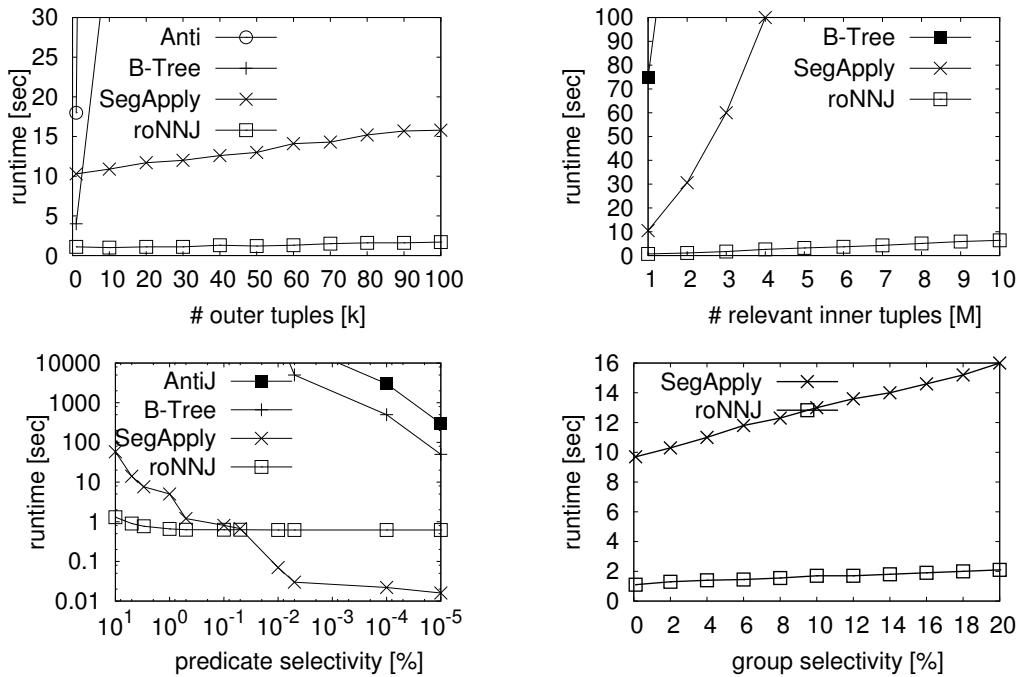 runtime [sec]
30
25
20
15
10
5
0
Anti
B-Tree
SegApply
roNNJ
0 10 20 30 40 50 60 70 80 90 100
# outer tuples [k]
runtime [sec]
100
90
80
70
60
50
40
30
20
10
0
B-Tree
SegApply
roNNJ
1 2 3 4 5 6 7 8 9 10
# relevant inner tuples [M]
runtime [sec]
10000
1000
100
10
1
0.1
0.01
AntiJ
B-Tree
SegApply
roNNJ
10¹ 10⁰ 10⁻¹ 10⁻² 10⁻³ 10⁻⁴ 10⁻⁵
predicate selectivity [%]
runtime [sec]
16
14
12
10
8
6
4
2
0
SegApply
roNNJ
0 2 4 6 8 10 12 14 16 18 20
group selectivity [%]